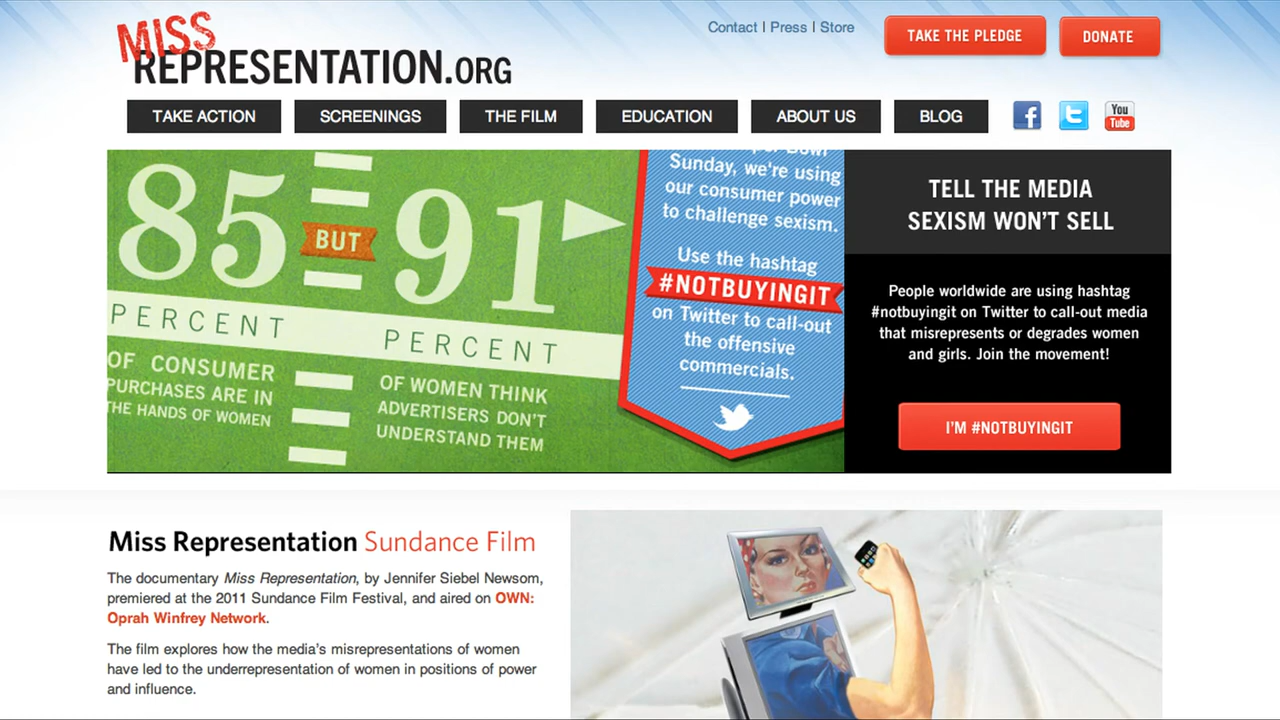 MISS
REPRESENTATION.ORG
Contact | Press | Store
TAKE THE PLEDGE
DONATE
TAKE ACTION
SCREENINGS
THE FILM
EDUCATION
ABOUT US
BLOG
You
Tube
85 BUT 91
PERCENT
OF CONSUMER
PURCHASES ARE IN
THE HANDS OF WOMEN
PERCENT
OF WOMEN THINK
ADVERTISERS DON'T
UNDERSTAND THEM
Sunday, we're using
our consumer power
to challenge sexism.
Use the hashtag
#NOTBUYINGIT
on Twitter to call-out
the offensive
commercials.
TELL THE MEDIA
SEXISM WON'T SELL
People worldwide are using hashtag
#notbuyingit on Twitter to call-out media
that misrepresents or degrades women
and girls. Join the movement!
I'M #NOTBUYINGIT
Miss Representation Sundance Film
The documentary Miss Representation, by Jennifer Siebel Newsom,
premiered at the 2011 Sundance Film Festival, and aired on OWN:
Oprah Winfrey Network.
The film explores how the media's misrepresentations of women
have led to the underrepresentation of women in positions of power
and influence.